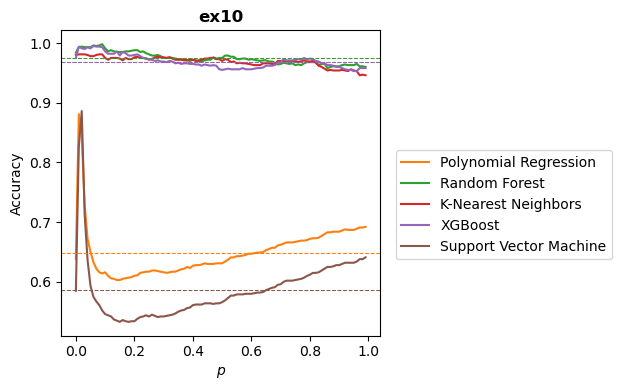 ex10
1.0
0.9
0.8
0.7
0.6
Accuracy
0.0 0.2 0.4 0.6 0.8 1.0
p
Polynomial Regression
Random Forest
K-Nearest Neighbors
XGBoost
Support Vector Machine